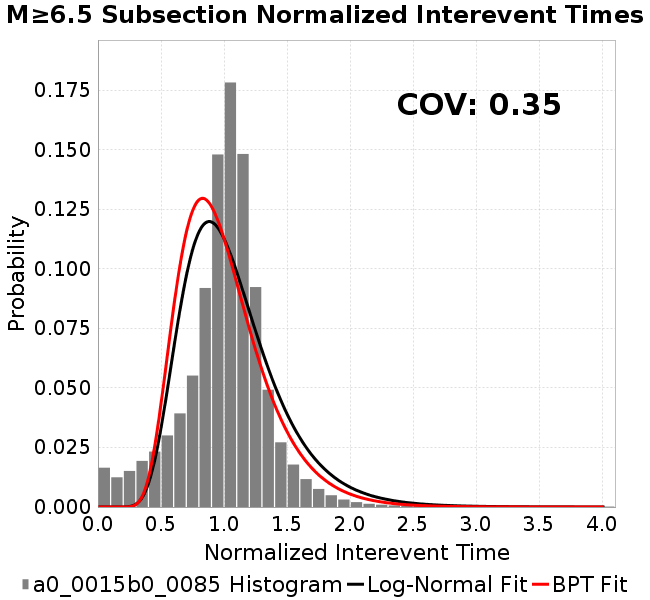 M≥6.5 Subsection Normalized Interevent Times
COV: 0.35
Probability
0.175
0.150
0.125
0.100
0.075
0.050
0.025
0.000
0.0 0.5 1.0 1.5 2.0 2.5 3.0 3.5 4.0
Normalized Interevent Time
a0_0015b0_0085 Histogram Log-Normal Fit BPT Fit